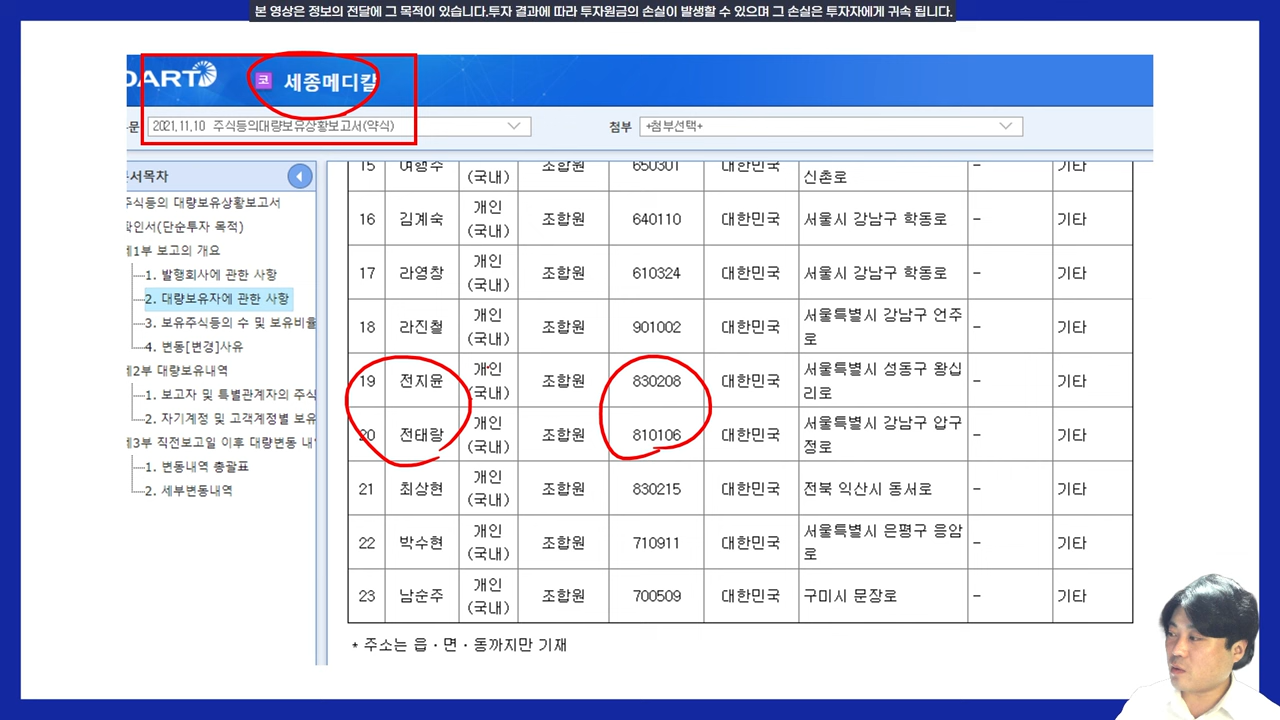 본 영상은 정보의 전달에 그 목적이 있습니다.투자 결과에 따라 투자원금의 손실이 발생할 수 있으며 그 손실은 투자자에게 귀속 됩니다.
DART 코 세종메디칼
문 2021.11.10 주식등의대량보유상황보고서(약식) 첨부 +첨부선택+
서목차
주식등의 대량보유상황보고서
확인서(단순투자 목적)
제1부 보고의 개요
1. 발행회사에 관한 사항
2. 대량보유자에 관한 사항
3. 보유주식등의 수 및 보유비율
4. 변동[변경]사유
제2부 대량보유내역
1. 보고자 및 특별관계자의 주식
2. 자기계정 및 고객계정별 보유
제3부 직전보고일 이후 대량변동 내
1. 변동내역 총괄표
2. 세부변동내역
15 여행수 (국내) 조합원 650301 대한민국 신촌로 - 기타
16 김계숙 개인 (국내) 조합원 640110 대한민국 서울시 강남구 학동로 - 기타
17 라영창 개인 (국내) 조합원 610324 대한민국 서울시 강남구 학동로 - 기타
18 라진철 개인 (국내) 조합원 901002 대한민국 서울특별시 강남구 언주로 - 기타
19 전지윤 개인 (국내) 조합원 830208 대한민국 서울특별시 성동구 왕십리로 - 기타
20 전태랑 개인 (국내) 조합원 810106 대한민국 서울특별시 강남구 압구정로 - 기타
21 최상현 개인 (국내) 조합원 830215 대한민국 전북 익산시 동서로 - 기타
22 박수현 개인 (국내) 조합원 710911 대한민국 서울특별시 은평구 응암로 - 기타
23 남순주 개인 (국내) 조합원 700509 대한민국 구미시 문장로 - 기타
* 주소는 읍·면·동까지만 기재